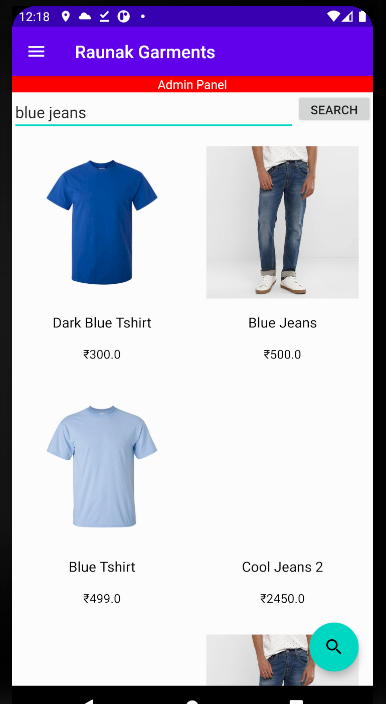 12:18
Raunak Garments
Admin Panel
blue jeans
SEARCH
Dark Blue Tshirt
Blue Jeans
₹300.0
₹500.0
Blue Tshirt
Cool Jeans 2
₹499.0
₹2450.0